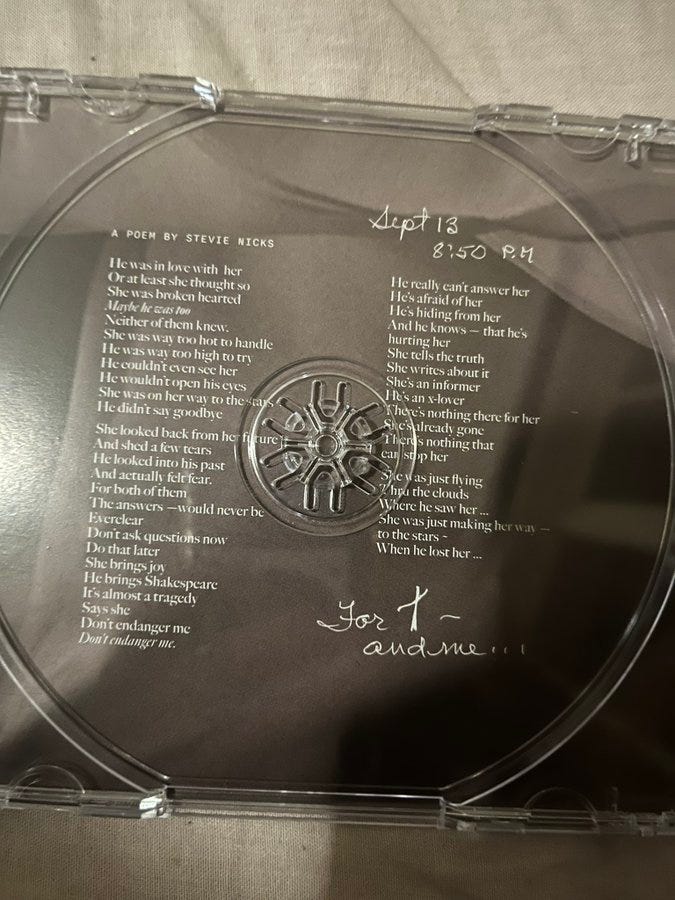 A POEM BY STEVIE NICKS
He was in love with her
Or at least she thought so
She was broken hearted
Maybe he was too
Neither of them knew.
She was way too hot to handle
He was way too high to try
He couldn't even see her
He wouldn't open his eyes
She was on her way to the stars
He didn't say goodbye
She looked back from her future
And shed a few tears
He looked into his past
And actually felt fear.
For both of them
The answers —would never be
Everclear
Don't ask questions now
Do that later
She brings joy
He brings Shakespeare
It's almost a tragedy
Says she
Don't endanger me
Don't endanger me.
Sept 13
8:50 P.M
He really can't answer her
He's afraid of her
He's hiding from her
And he knows — that he's
hurting her
She tells the truth
She writes about it
She's an informer
He's an x-lover
There's nothing there for her
She's already gone
There's nothing that
can stop her
She was just flying
Thru the clouds
Where he saw her ...
She was just making her way —
to the stars ~
When he lost her ...
For T ~
and me...